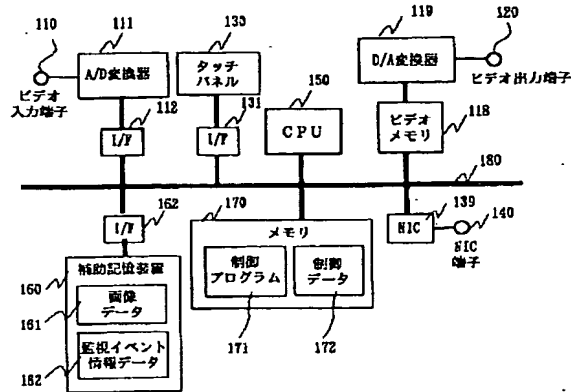 110
ビデオ
入力端子
111
A/D変換器
112
I/F
130
タッチ
パネル
131
I/F
150
CPU
119
D/A変換器
120
ビデオ出力端子
118
ビデオ
メモリ
180
162
I/F
160
補助記憶装置
161
画像
データ
162
監視イベント
情報データ
170
メモリ
制御
プログラム
171
制御
データ
172
139
NIC
140
NIC
端子